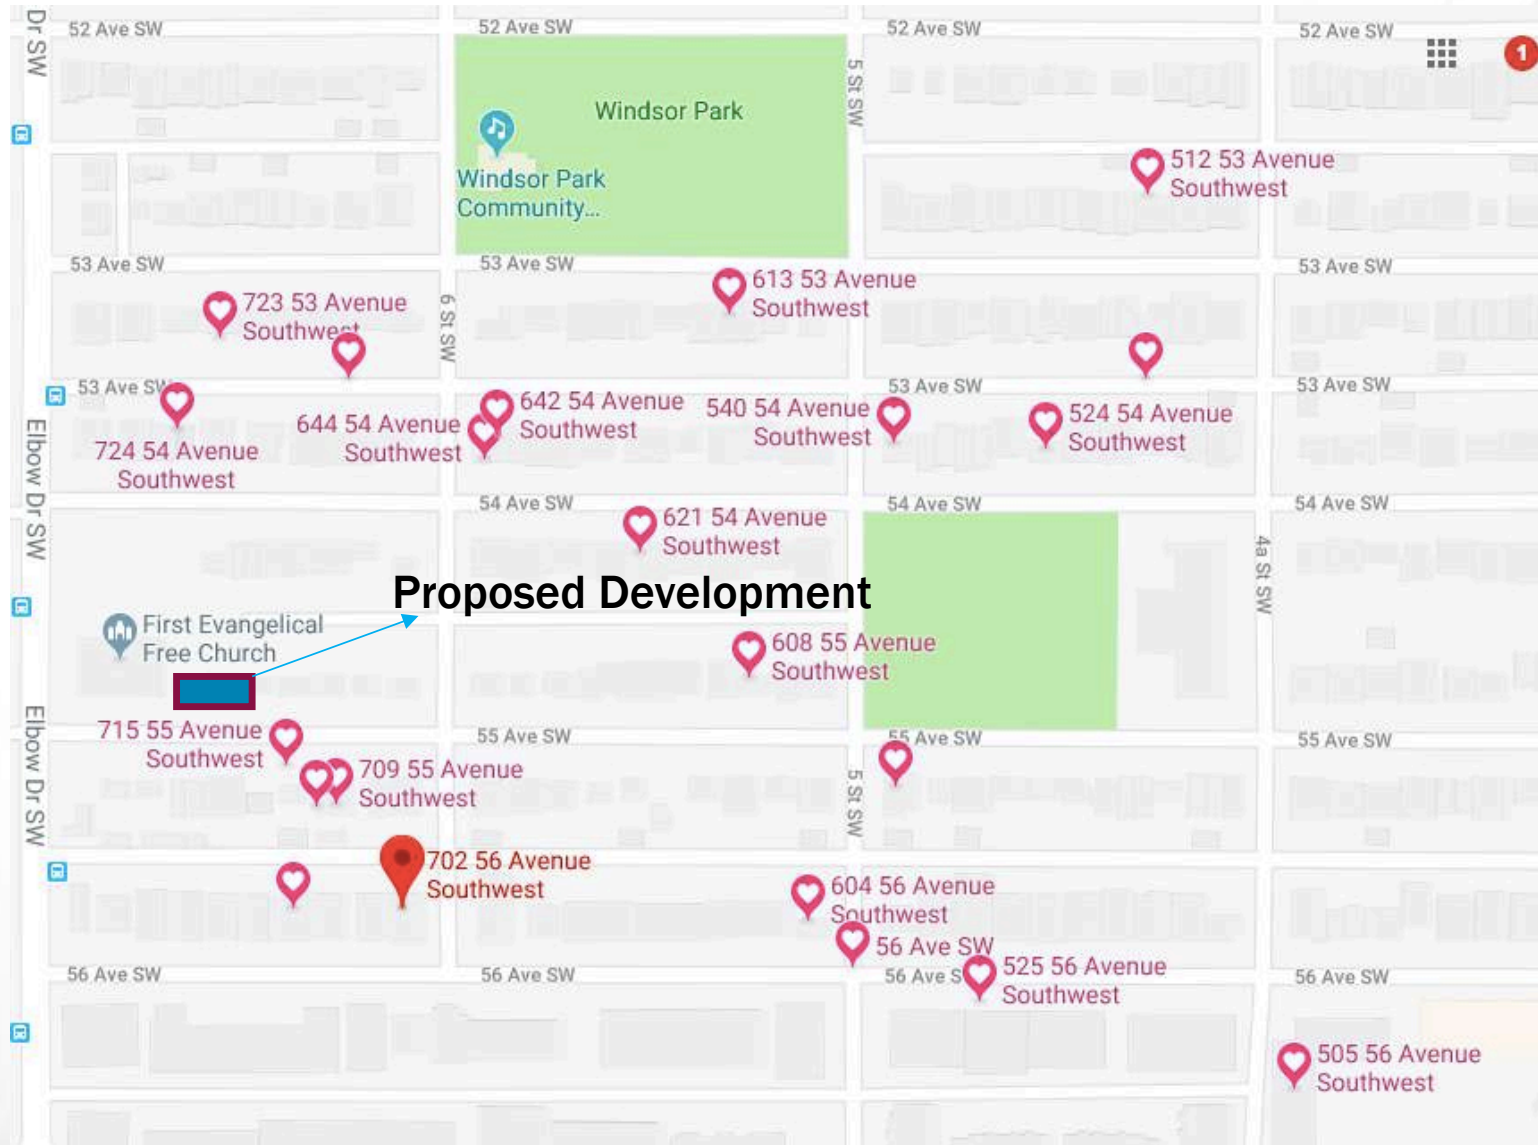 Dr SW
52 Ave SW
52 Ave SW
52 Ave SW
52 Ave SW
1
5 St SW
Windsor Park
Windsor Park
Community...
512 53 Avenue
Southwest
53 Ave SW
53 Ave SW
53 Ave SW
613 53 Avenue
Southwest
723 53 Avenue
Southwest
6 St SW
53 Ave SW
53 Ave SW
53 Ave SW
642 54 Avenue
Southwest
644 54 Avenue
Southwest
540 54 Avenue
Southwest
524 54 Avenue
Southwest
724 54 Avenue
Southwest
Elbow Dr SW
54 Ave SW
54 Ave SW
54 Ave SW
621 54 Avenue
Southwest
4a St SW
Proposed Development
First Evangelical
Free Church
608 55 Avenue
Southwest
715 55 Avenue
Southwest
Elbow Dr SW
55 Ave SW
55 Ave SW
55 Ave SW
709 55 Avenue
Southwest
5 St SW
702 56 Avenue
Southwest
604 56 Avenue
Southwest
56 Ave SW
56 Ave SW
56 Ave SW
56 Ave S
56 Ave SW
525 56 Avenue
Southwest
505 56 Avenue
Southwest